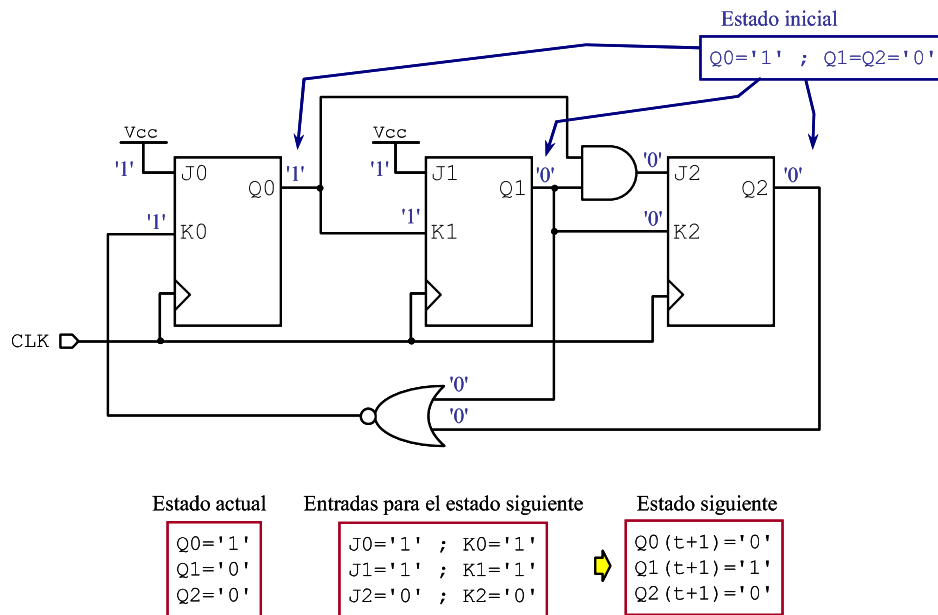 Estado inicial
Q0='1' ; Q1=Q2='0'
Vcc
Vcc
'1'
J0
Q0
'1'
'1'
J1
Q1
'0'
'0'
J2
Q2
'0'
'1'
K0
'1'
K1
K2
CLK
'0'
'0'
Estado actual
Entradas para el estado siguiente
Estado siguiente
Q0='1'
J0='1' ; K0='1'
Q0(t+1)='0'
Q1='0'
J1='1' ; K1='1'
Q1(t+1)='1'
Q2='0'
J2='0' ; K2='0'
Q2(t+1)='0'